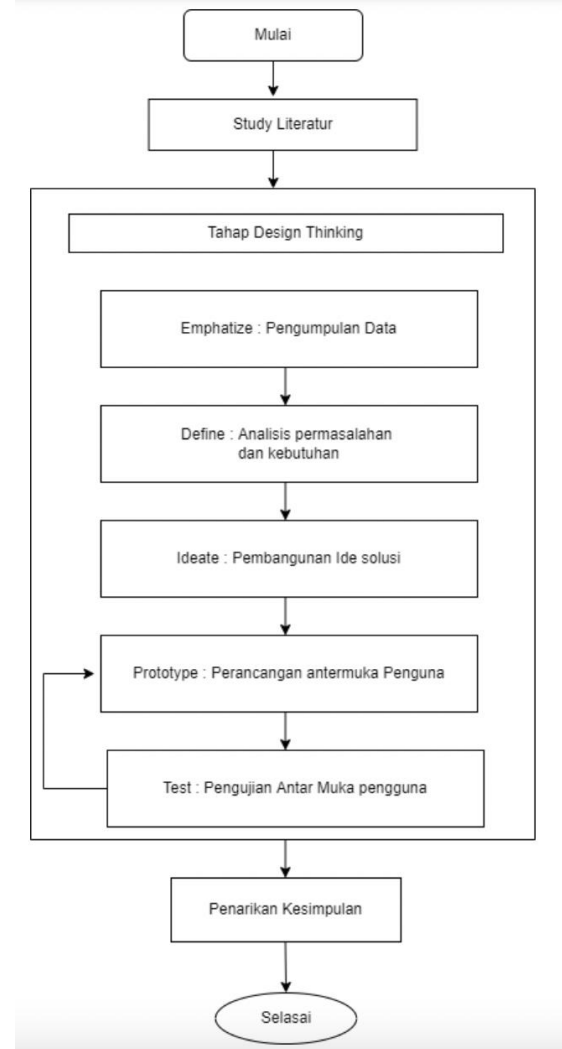 Mulai
Study Literatur
Tahap Design Thinking
Emphatize : Pengumpulan Data
Define : Analisis permasalahan
dan kebutuhan
Ideate : Pembangunan Ide solusi
Prototype : Perancangan antermuka Penguna
Test : Pengujian Antar Muka pengguna
Penarikan Kesimpulan
Selasai